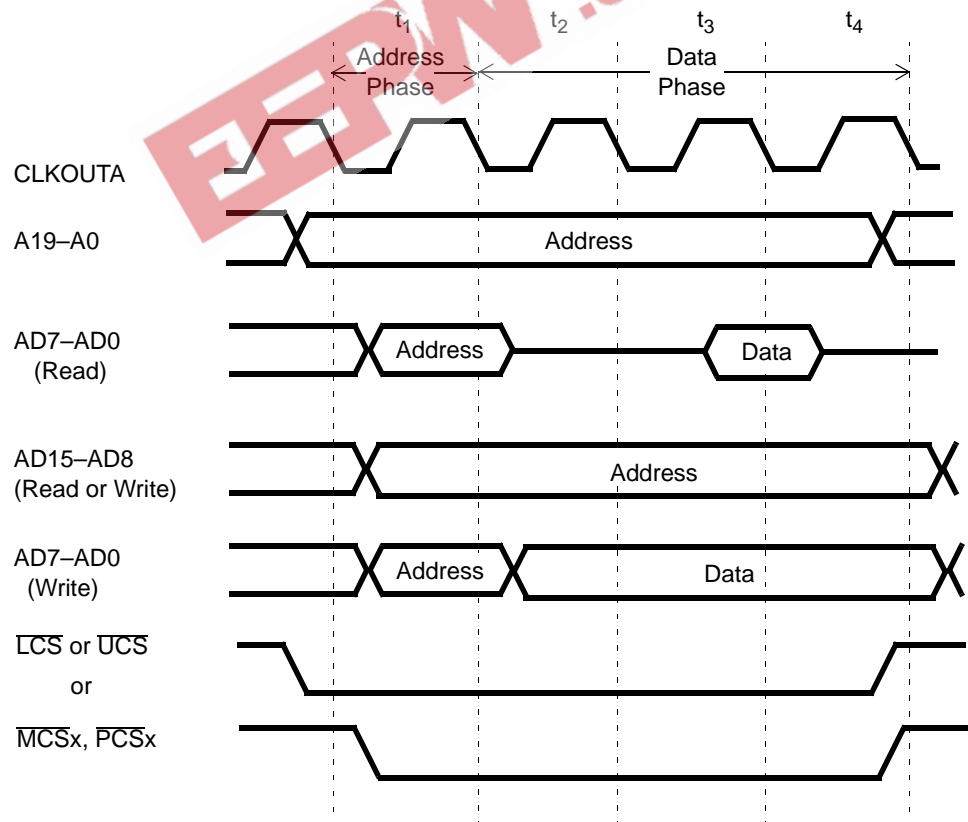 t1 t2 t3 t4
Address
Phase
Data
Phase
CLKOUTA
A19–A0
Address
AD7–AD0
(Read)
Address
Data
AD15–AD8
(Read or Write)
Address
AD7–AD0
(Write)
Address
Data
LCS or UCS
or
MCSx, PCSx